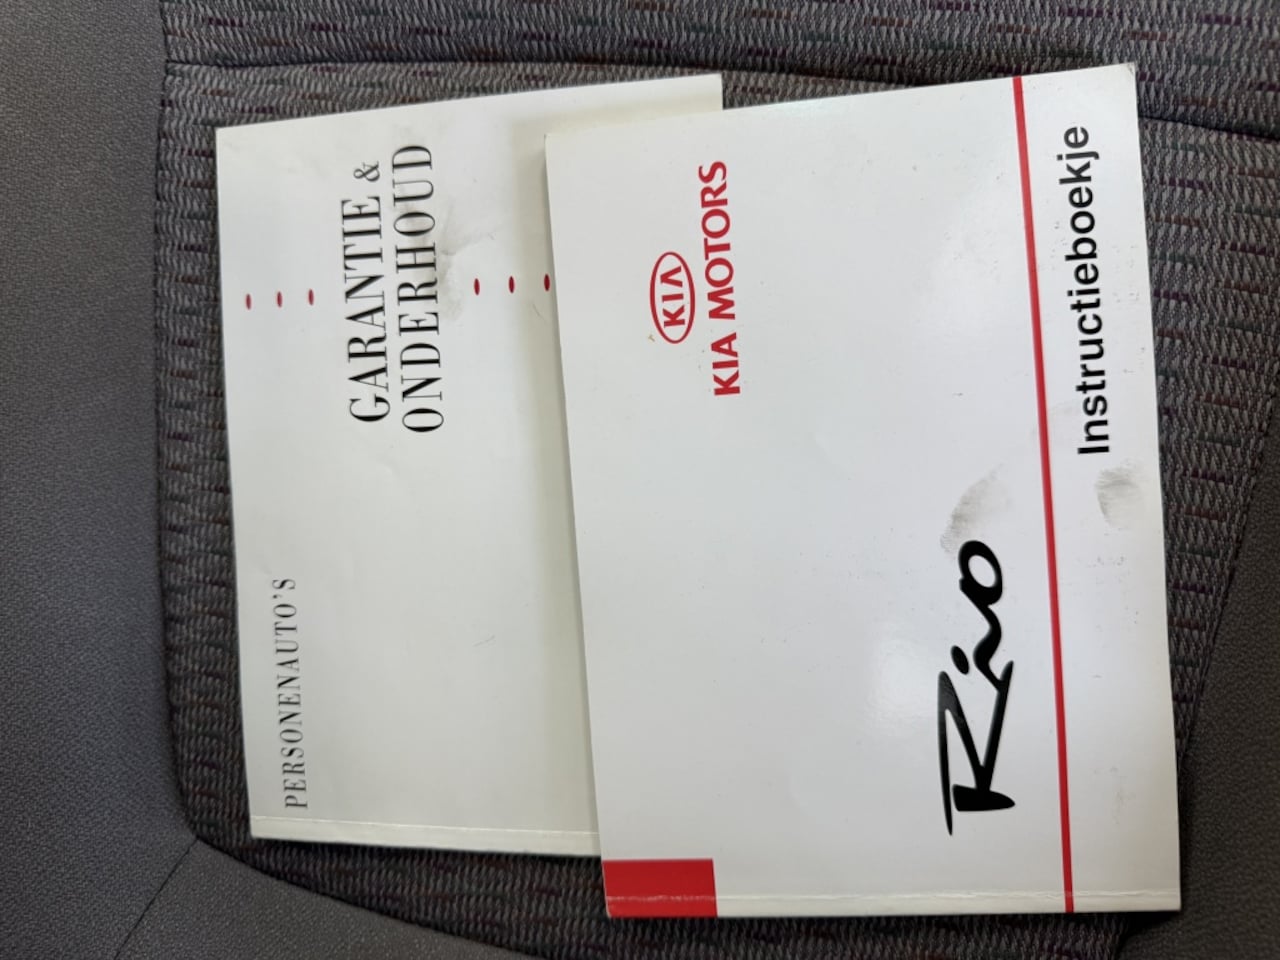 PERSONENAUTO'S
GARANTIE &
ONDERHOUD
KIA
KIA MOTORS
Rio
Instructieboekje